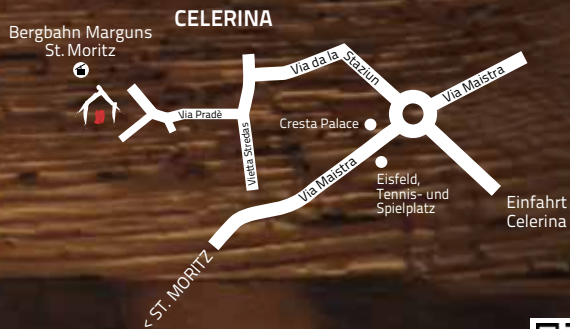 CELERINA
Bergbahn Marguns
St. Moritz
Via da la Staziun
Via Maistra
Via Pradè
Vietta Stredas
Cresta Palace
Via Maistra
Eisfeld,
Tennis- und
Spielplatz
Einfahrt
Celerina
< ST. MORITZ